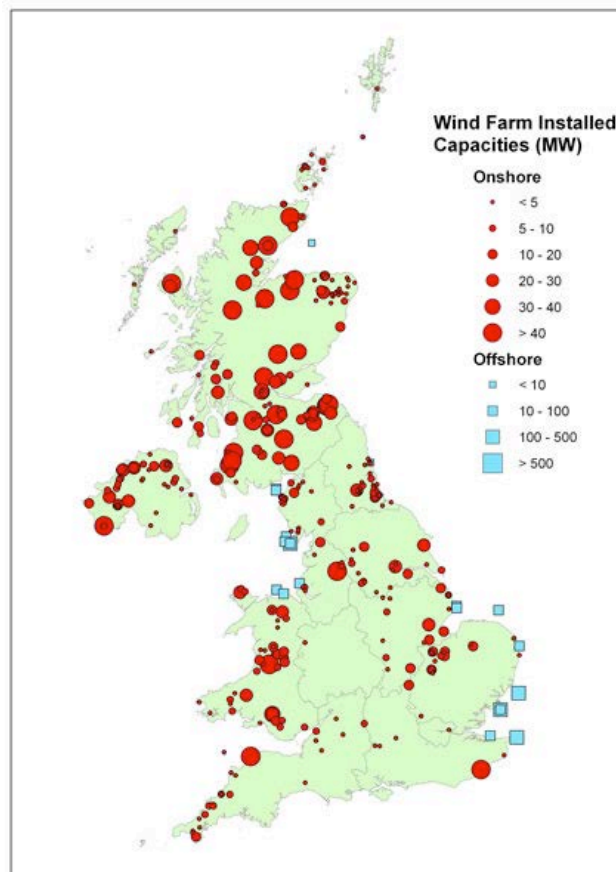 Wind Farm Installed
Capacities (MW)
Onshore
< 5
5 - 10
10 - 20
20 - 30
30 - 40
> 40
Offshore
< 10
10 - 100
100 - 500
> 500